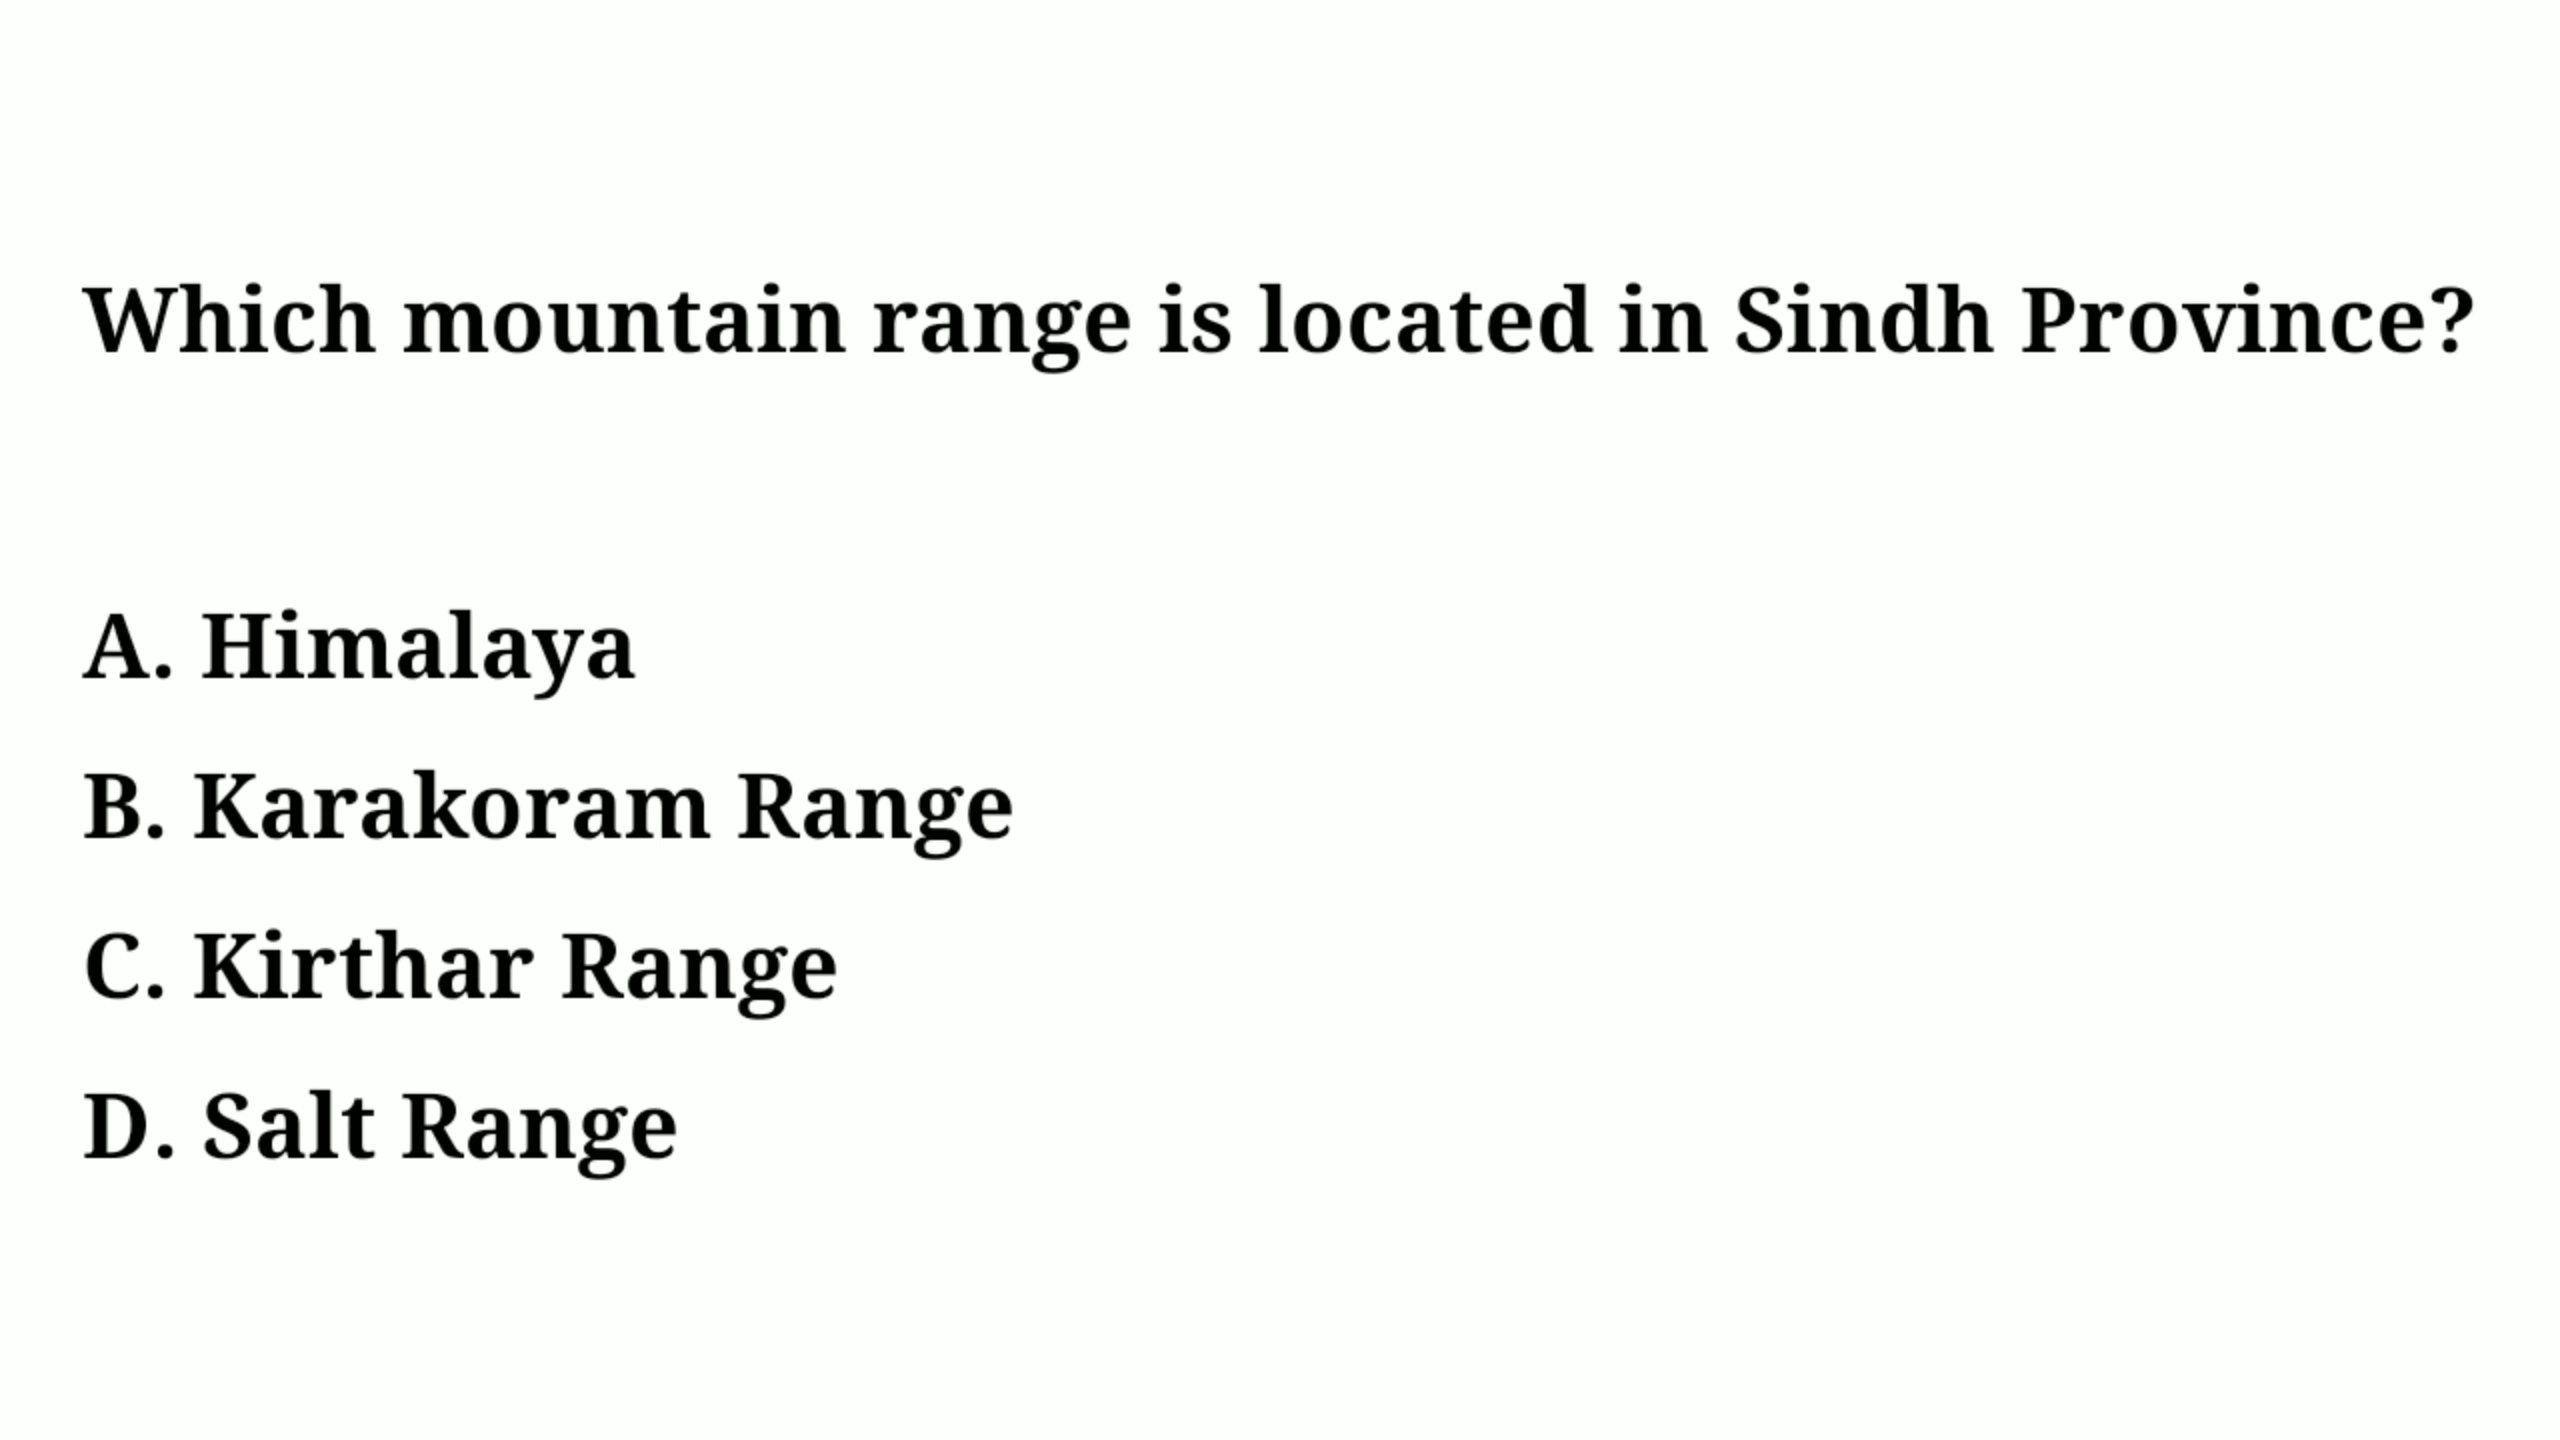 Which mountain range is located in Sindh Province?
A. Himalaya
B. Karakoram Range
C. Kirthar Range
D. Salt Range